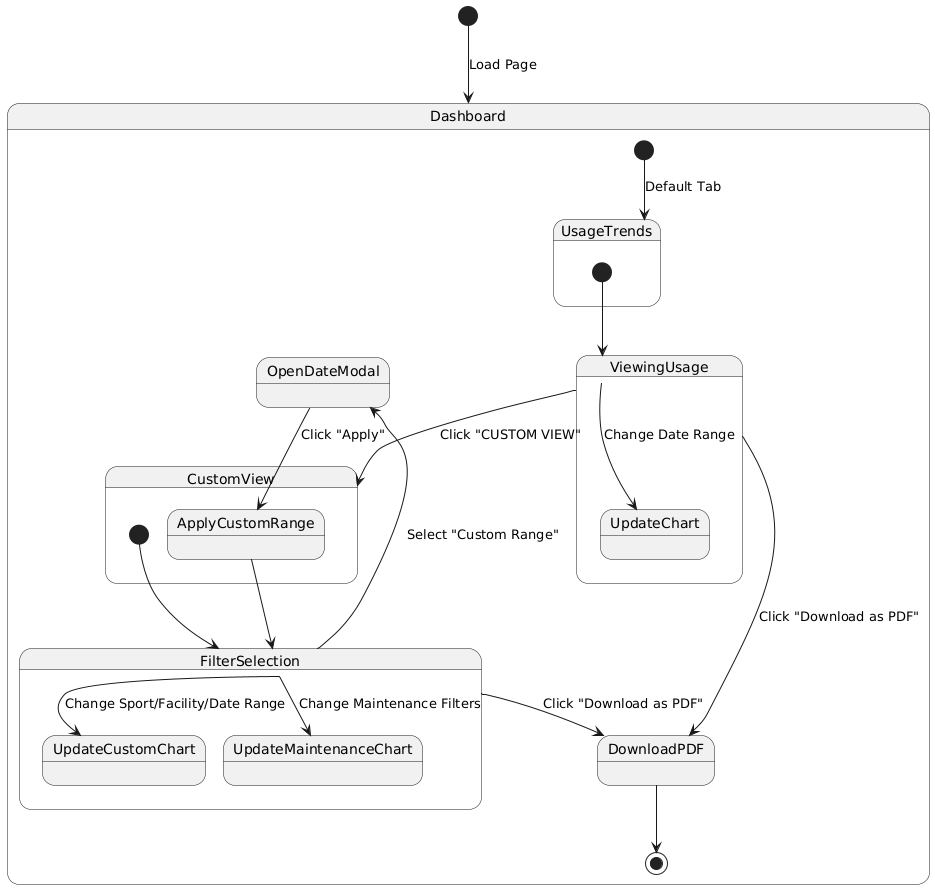 Load Page
Dashboard
Default Tab
UsageTrends
OpenDateModal
ViewingUsage
Click "Apply"
Click "CUSTOM VIEW"
Change Date Range
CustomView
ApplyCustomRange
UpdateChart
Select "Custom Range"
Click "Download as PDF"
FilterSelection
Change Sport/Facility/Date Range
Change Maintenance Filters
Click "Download as PDF"
UpdateCustomChart
UpdateMaintenanceChart
DownloadPDF